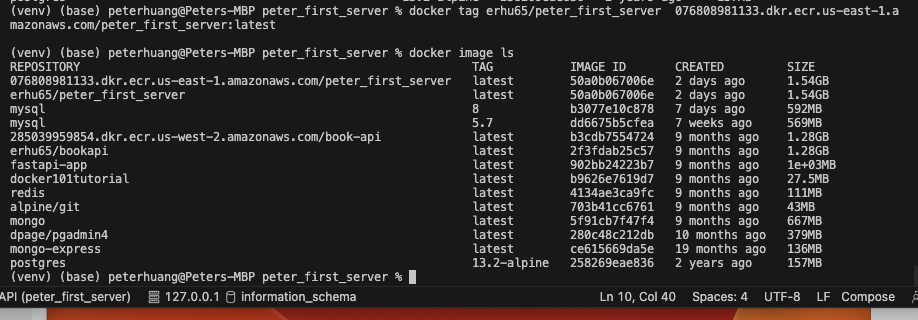 (venv) (base) peterhuang@Peters-MBP peter_first_server % docker tag erhu65/peter_first_server 076808981133.dkr.ecr.us-east-1.a
mazonaws.com/peter_first_server:latest
(venv) (base) peterhuang@Peters-MBP peter_first_server % docker image ls
REPOSITORY TAG IMAGE ID CREATED SIZE
076808981133.dkr.ecr.us-east-1.amazonaws.com/peter_first_server latest 50a0b067006e 2 days ago 1.54GB
erhu65/peter_first_server latest 50a0b067006e 2 days ago 1.54GB
mysql 8 b3077e10c878 7 days ago 592MB
mysql 5.7 dd6675b5cfea 7 weeks ago 569MB
285039959854.dkr.ecr.us-west-2.amazonaws.com/book-api latest b3cdb7554724 9 months ago 1.28GB
erhu65/bookapi latest 2f3fdab25c57 9 months ago 1.28GB
fastapi-app latest 902bb24223b7 9 months ago 1e+03MB
docker101tutorial latest b9626e7619d7 9 months ago 27.5MB
redis latest 4134ae3ca9fc 9 months ago 111MB
alpine/git latest 703b41cc6761 9 months ago 43MB
mongo latest 5f91cb7f47f4 9 months ago 667MB
dpage/pgadmin4 latest 280c48c212db 10 months ago 379MB
mongo-express latest ce615669da5e 19 months ago 136MB
postgres 13.2-alpine 258269eae836 2 years ago 157MB
(venv) (base) peterhuang@Peters-MBP peter_first_server %
API (peter_first_server) 127.0.0.1 information_schema Ln 10, Col 40 Spaces: 4 UTF-8 LF Compose